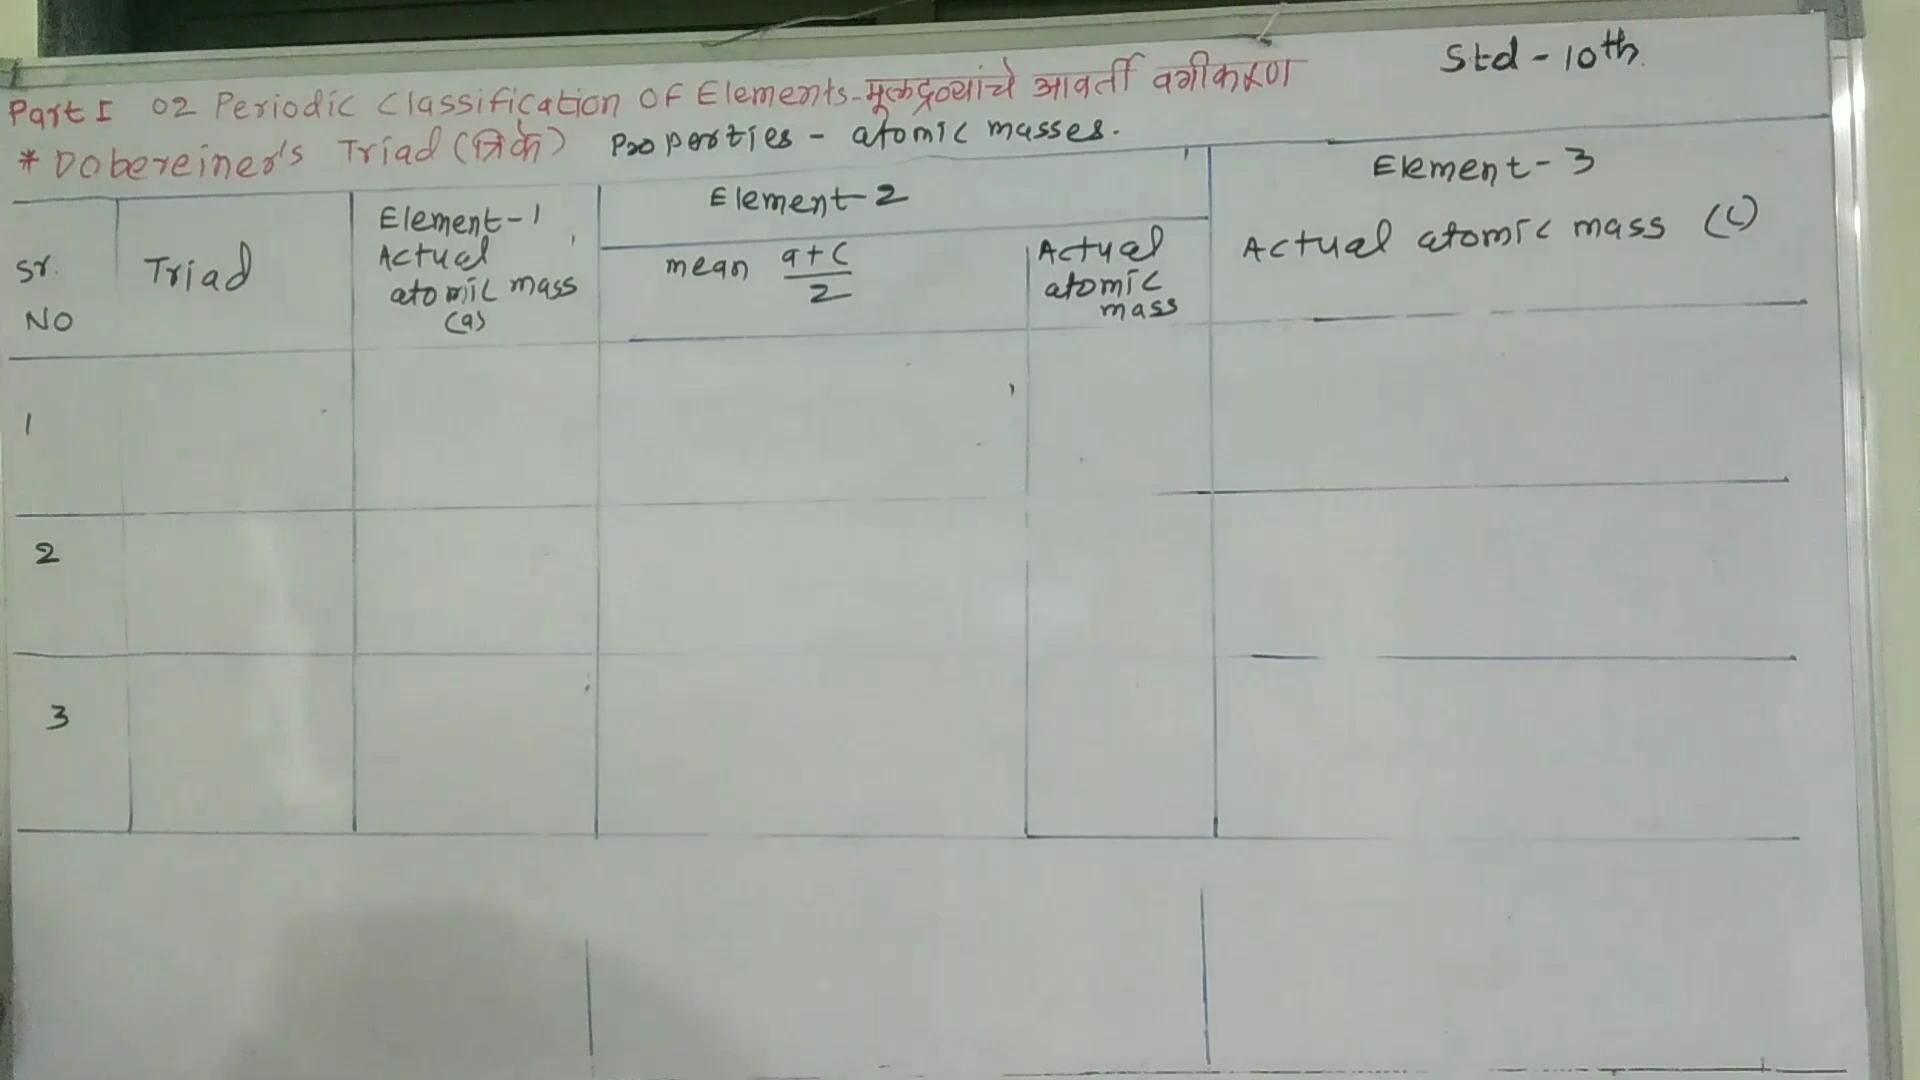 Std - 10th.
Part I 02 Periodic Classification of Elements - मूलद्रव्यांचे आवर्ती वर्गीकरण
* Dobereiner's Triad (त्रिके) Properties - atomic masses.
Sr. No
Triad
Element-1
Actual
atomic mass
(a)
Element-2
mean a+c/2
Actual
atomic
mass
Element-3
Actual atomic mass (c)
1
2
3